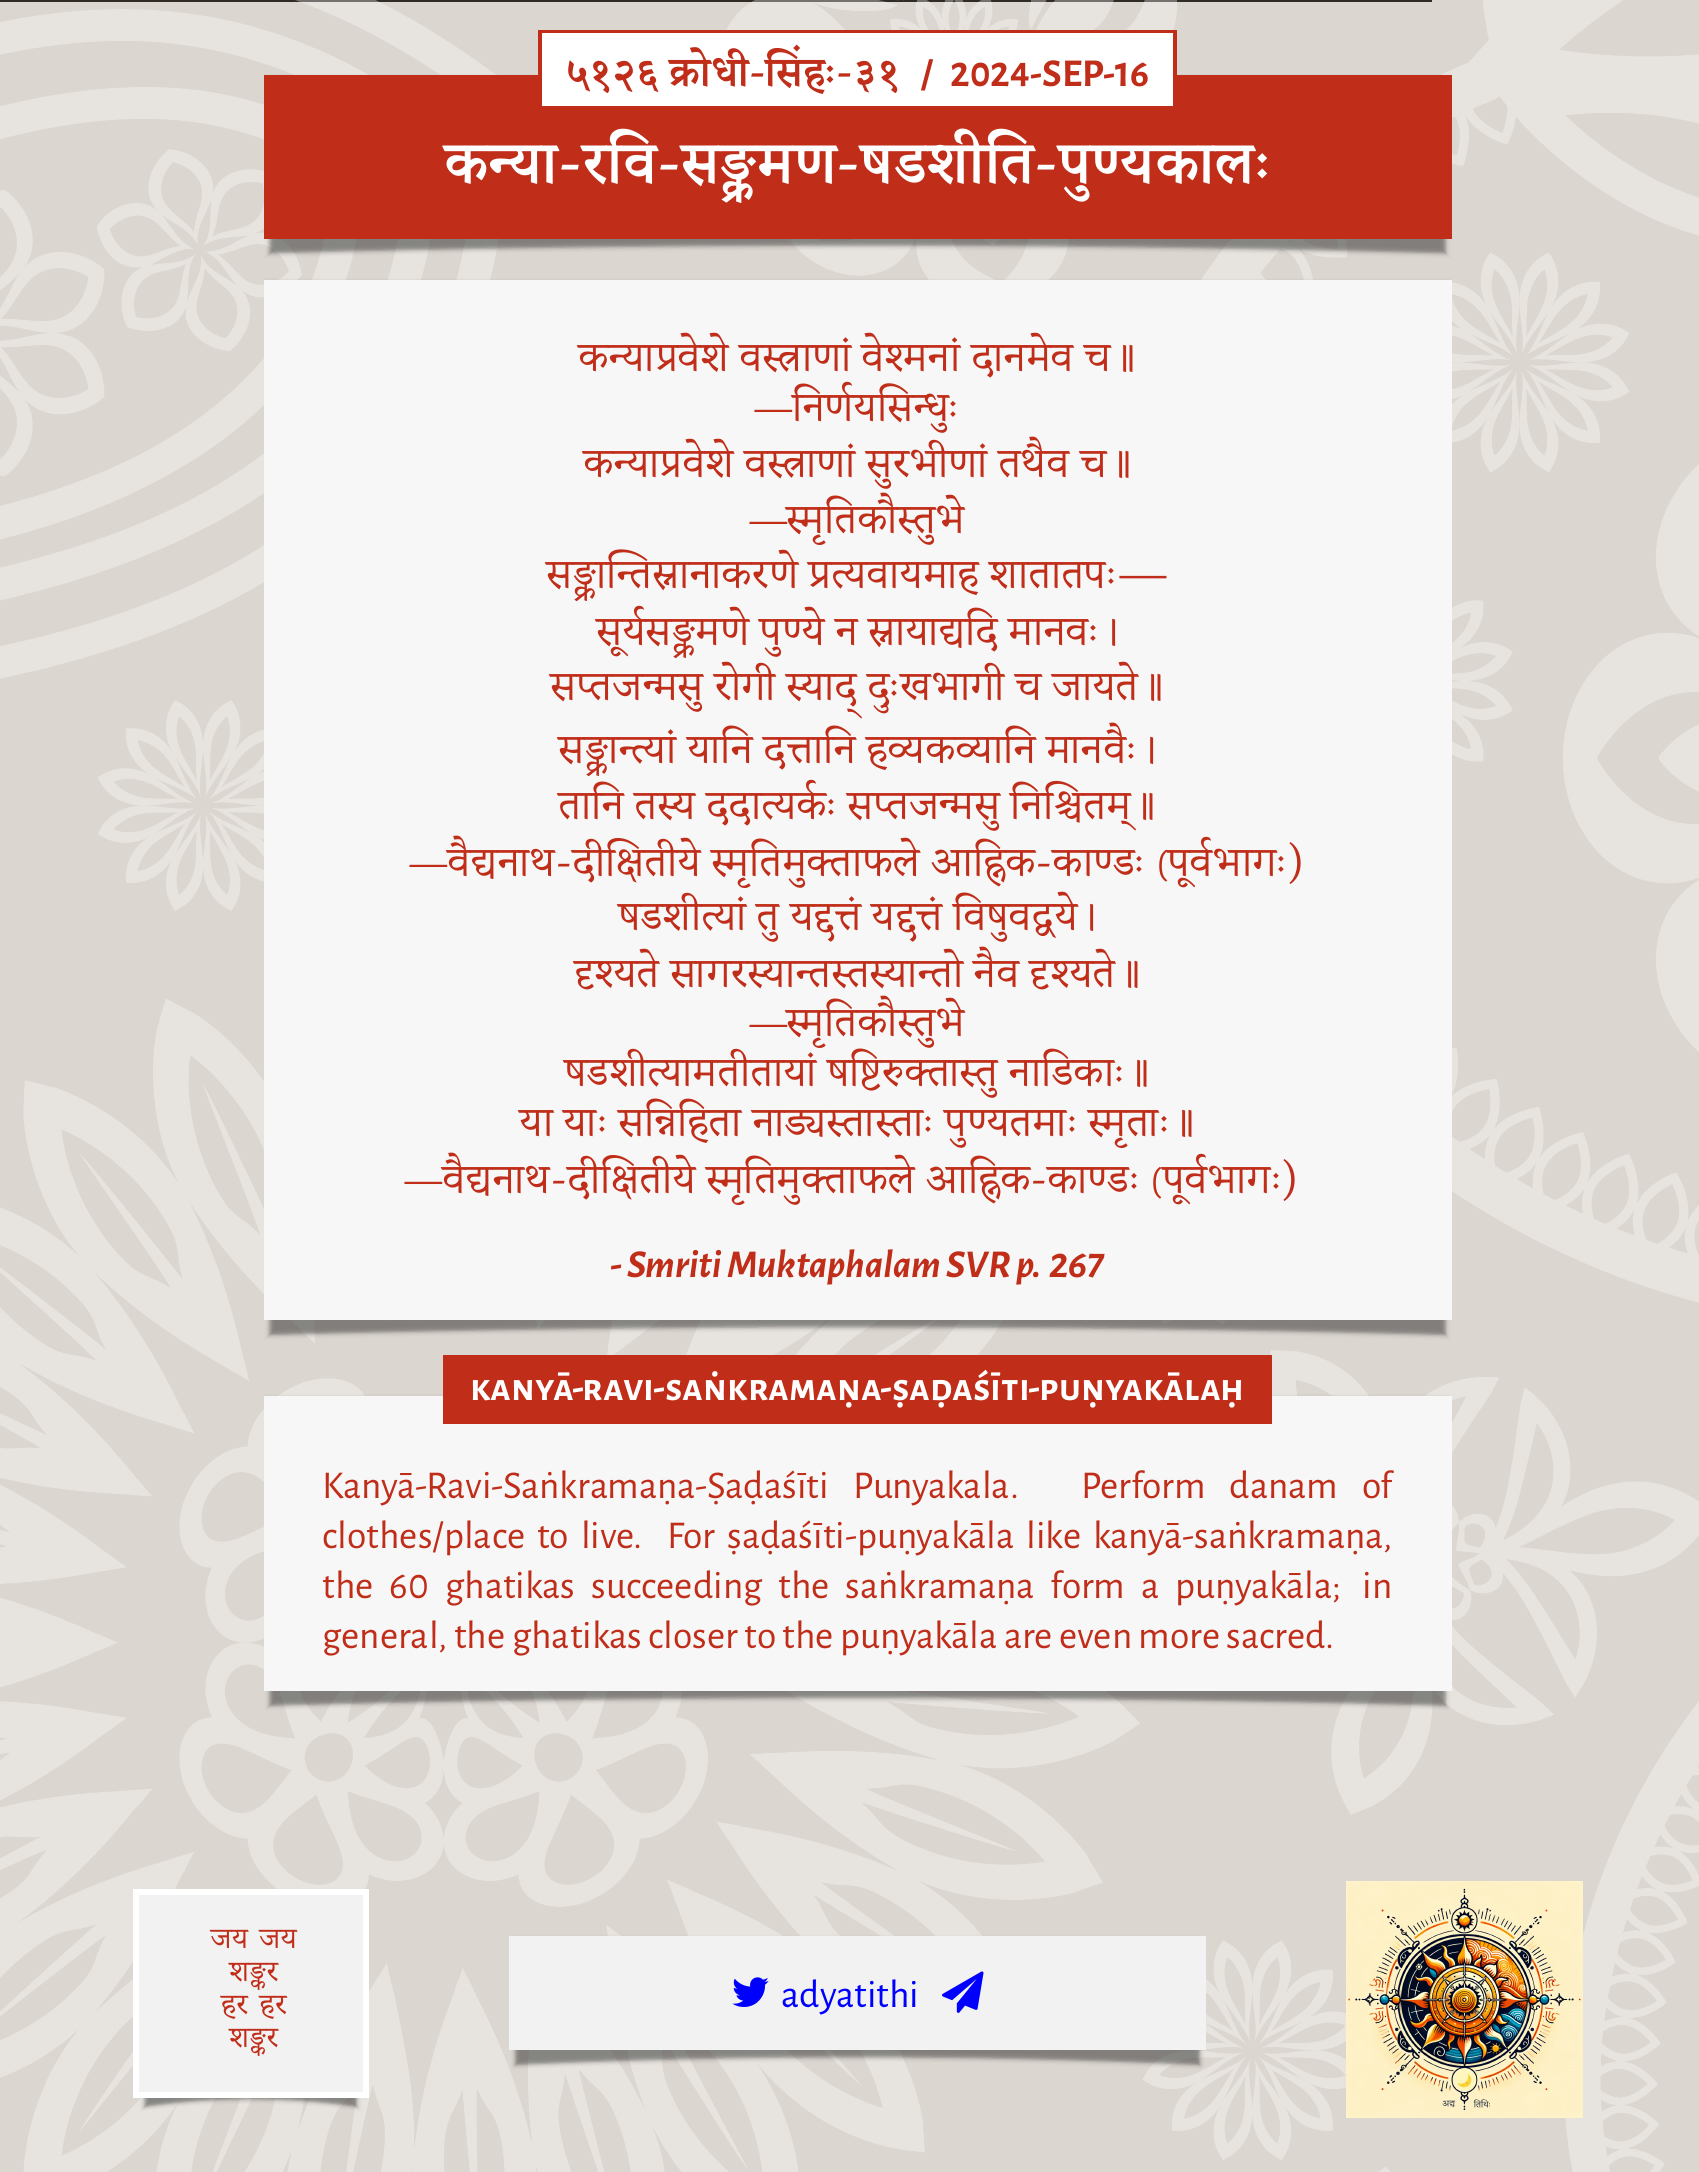 ५१२६ क्रोधी-सिंहः-३१ / 2024-SEP-16
कन्या-रवि-सङ्क्रमण-षडशीति-पुण्यकालः
कन्याप्रवेशे वस्त्राणां वेश्मनां दानमेव च॥
—निर्णयसिन्धुः
कन्याप्रवेशे वस्त्राणां सुरभीणां तथैव च॥
—स्मृतिकौस्तुभे
सङ्क्रान्तिस्नानाकरणे प्रत्यवायमाह शातातपः—
सूर्यसङ्क्रमणे पुण्ये न स्नायाद्यदि मानवः।
सप्तजन्मसु रोगी स्याद् दुःखभागी च जायते॥
सङ्क्रान्त्यां यानि दत्तानि हव्यकव्यानि मानवैः।
तानि तस्य ददात्यर्कः सप्तजन्मसु निश्चितम्॥
—वैद्यनाथ-दीक्षितीये स्मृतिमुक्ताफले आह्निक-काण्डः (पूर्वभागः)
षडशीत्यां तु यद्दत्तं यद्दत्तं विषुवद्वये।
दृश्यते सागरस्यान्तस्तस्यान्तो नैव दृश्यते॥
—स्मृतिकौस्तुभे
षडशीत्यामतीतायां षष्टिरुक्तास्तु नाडिकाः॥
या याः सन्निहिता नाड्यस्तास्ताः पुण्यतमाः स्मृताः॥
—वैद्यनाथ-दीक्षितीये स्मृतिमुक्ताफले आह्निक-काण्डः (पूर्वभागः)
- Smriti Muktaphalam SVR p. 267
KANYĀ-RAVI-SAṄKRAMAṆA-ṢAḌAŚĪTI-PUṆYAKĀLAḤ
Kanyā-Ravi-Saṅkramaṇa-Ṣaḍaśīti Punyakala. Perform danam of
clothes/place to live. For ṣaḍaśīti-puṇyakāla like kanyā-saṅkramaṇa,
the 60 ghatikas succeeding the saṅkramaṇa form a puṇyakāla; in
general, the ghatikas closer to the puṇyakāla are even more sacred.
जय जय
शङ्कर
हर हर
शङ्कर
adyatithi
अद्य तिथिः